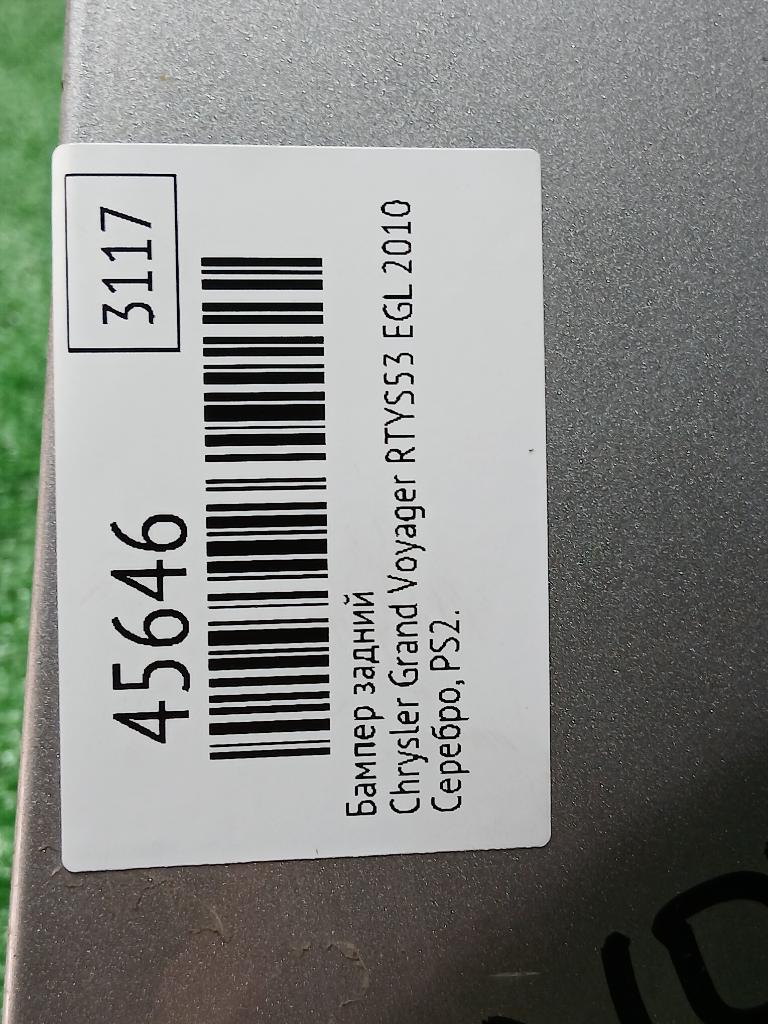 45646
3117
Бампер задний
Chrysler Grand Voyager RTYS53 EGL 2010
Серебро, PS2.